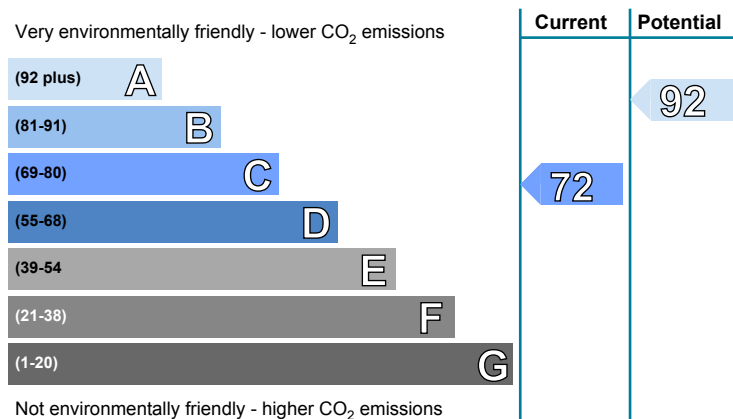 Very environmentally friendly - lower CO2 emissions
Current
Potential
(92 plus) A
(81-91) B
(69-80) C
(55-68) D
(39-54 E
(21-38) F
(1-20) G
92
72
Not environmentally friendly - higher CO2 emissions